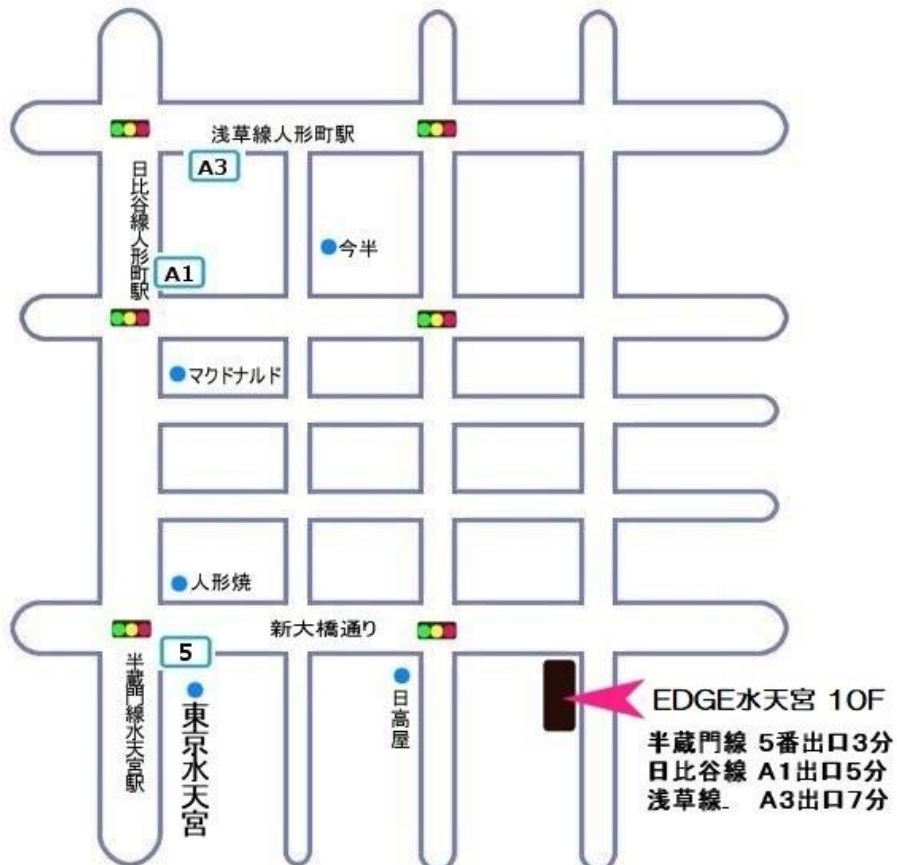 浅草線人形町駅
A3
日比谷線人形町駅
今半
A1
マクドナルド
人形焼
新大橋通り
5
半蔵門線水天宮駅
東京水天宮
日高屋
EDGE水天宮 10F
半蔵門線 5番出口3分
日比谷線 A1出口5分
浅草線 A3出口7分